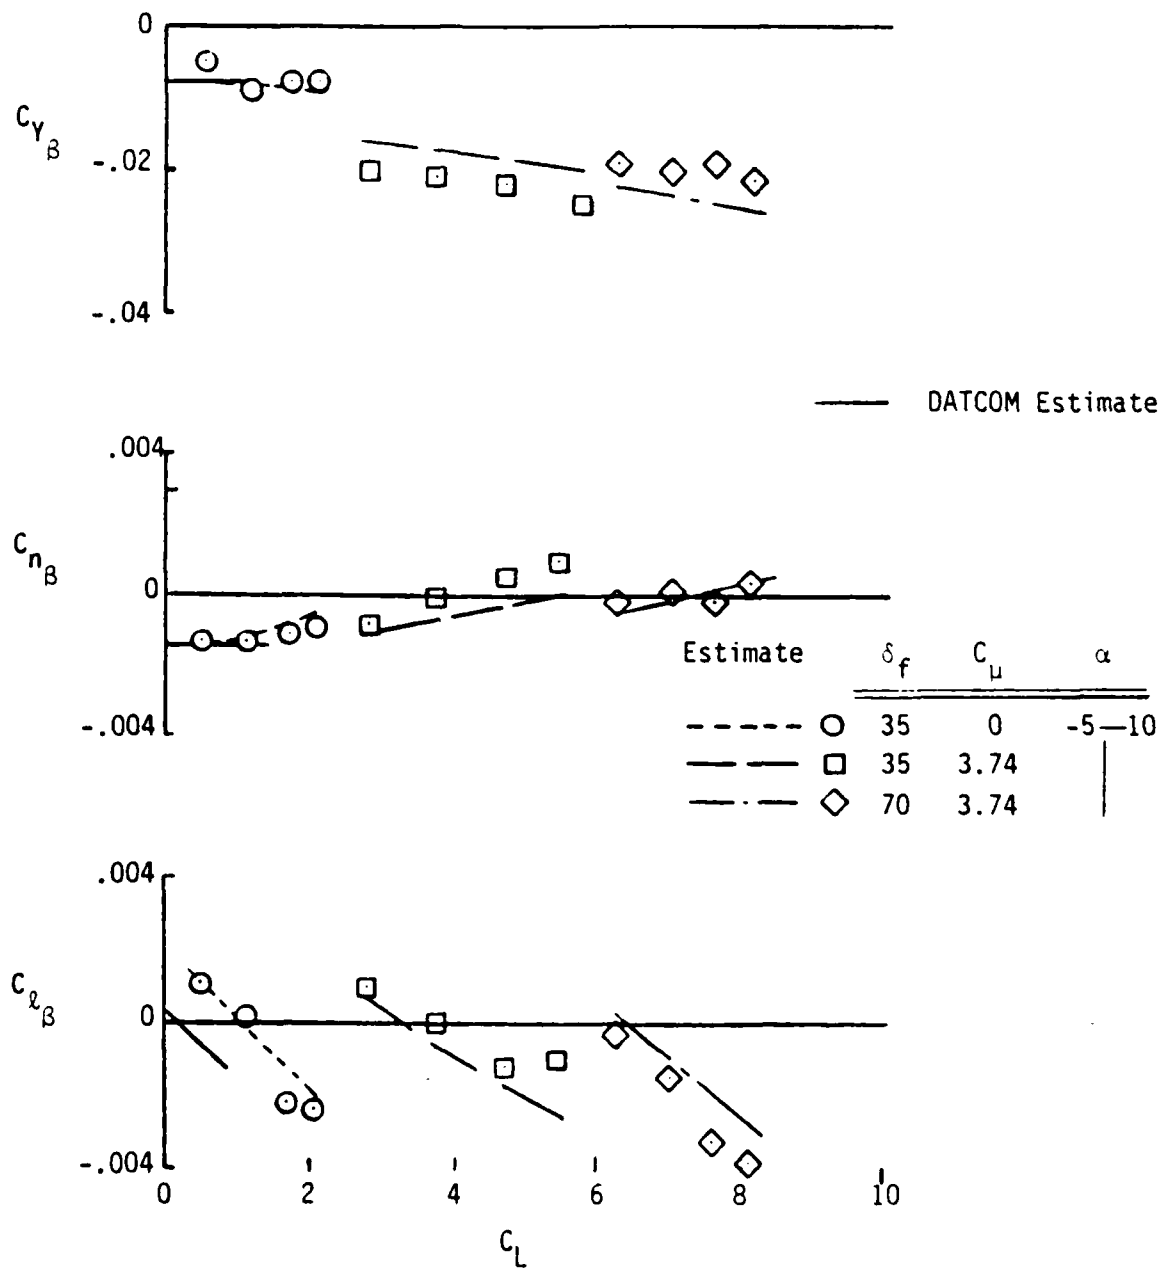 0
C_Yβ
-.02
-.04
DATCOM Estimate
.004
C_nβ
0
-.004
Estimate δ_f C_μ α
35 0 -5—10
35 3.74
70 3.74
.004
C_ℓβ
0
-.004
0 2 4 6 8 10
C_L